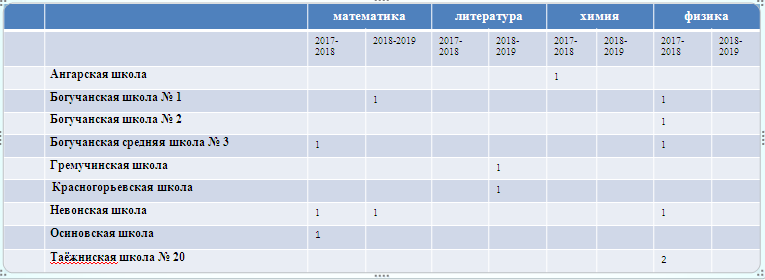 математика литература химия физика
2017-2018 2018-2019 2017-2018 2018-2019 2017-2018 2018-2019 2017-2018 2018-2019
Ангарская школа 1
Богучанская школа № 1 1 1
Богучанская школа № 2 1
Богучанская средняя школа № 3 1 1
Гремучинская школа 1
Красногорьевская школа 1
Невонская школа 1 1 1
Осиновская школа 1
Таёжниская школа № 20 2